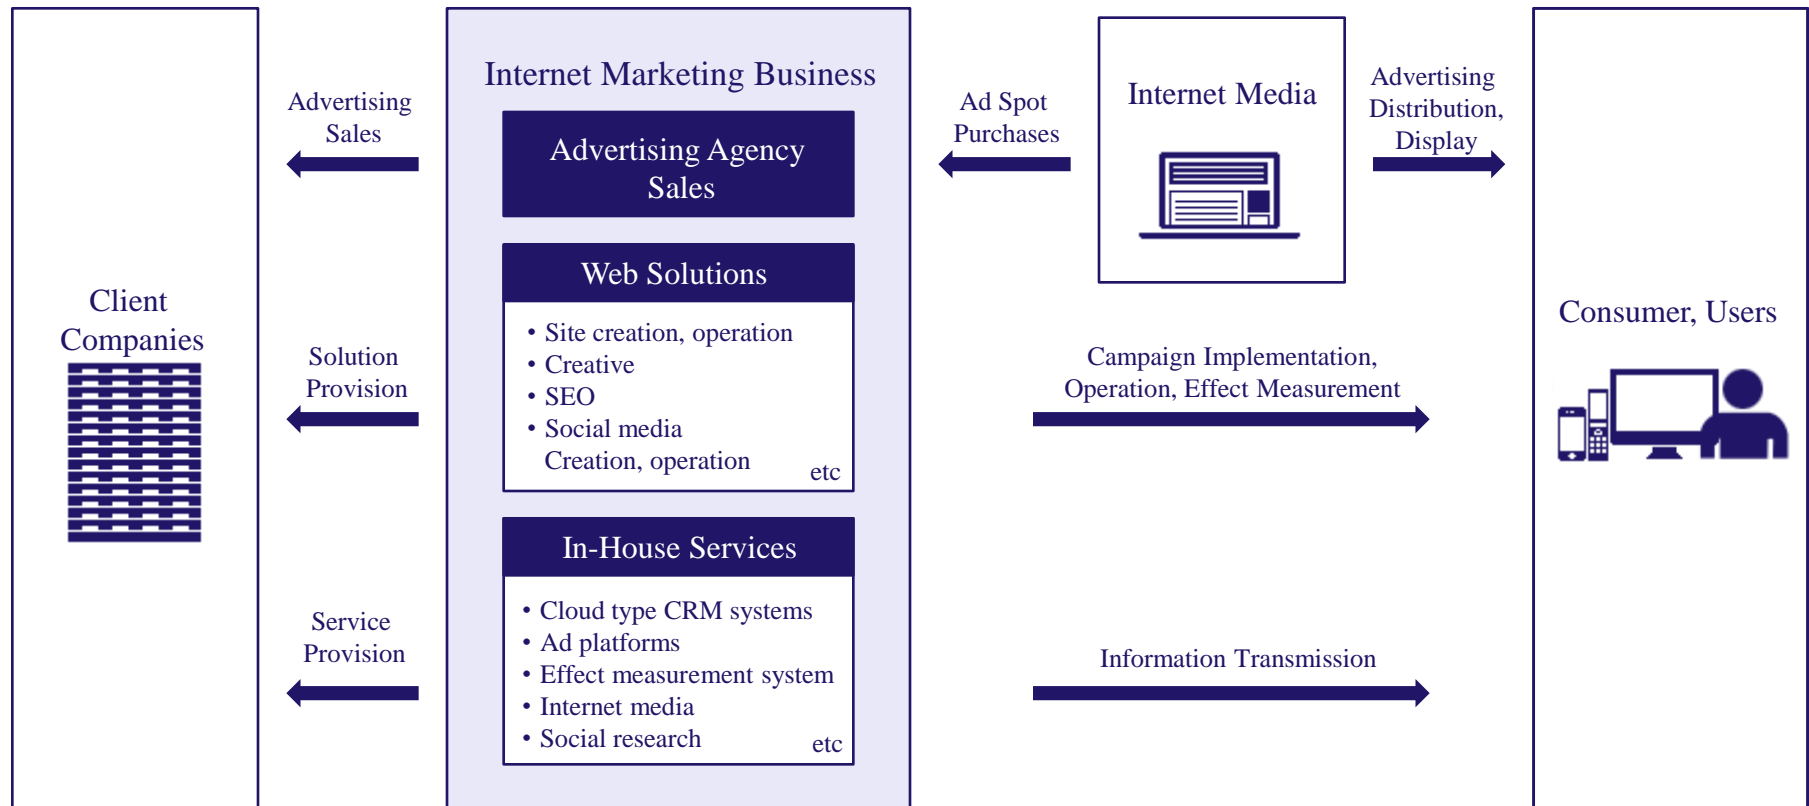 Client
Companies
Advertising
Sales
Solution
Provision
Service
Provision
Internet Marketing Business
Advertising Agency
Sales
Web Solutions
• Site creation, operation
• Creative
• SEO
• Social media
Creation, operation
etc
In-House Services
• Cloud type CRM systems
• Ad platforms
• Effect measurement system
• Internet media
• Social research
etc
Ad Spot
Purchases
Internet Media
Advertising
Distribution,
Display
Campaign Implementation,
Operation, Effect Measurement
Information Transmission
Consumer, Users